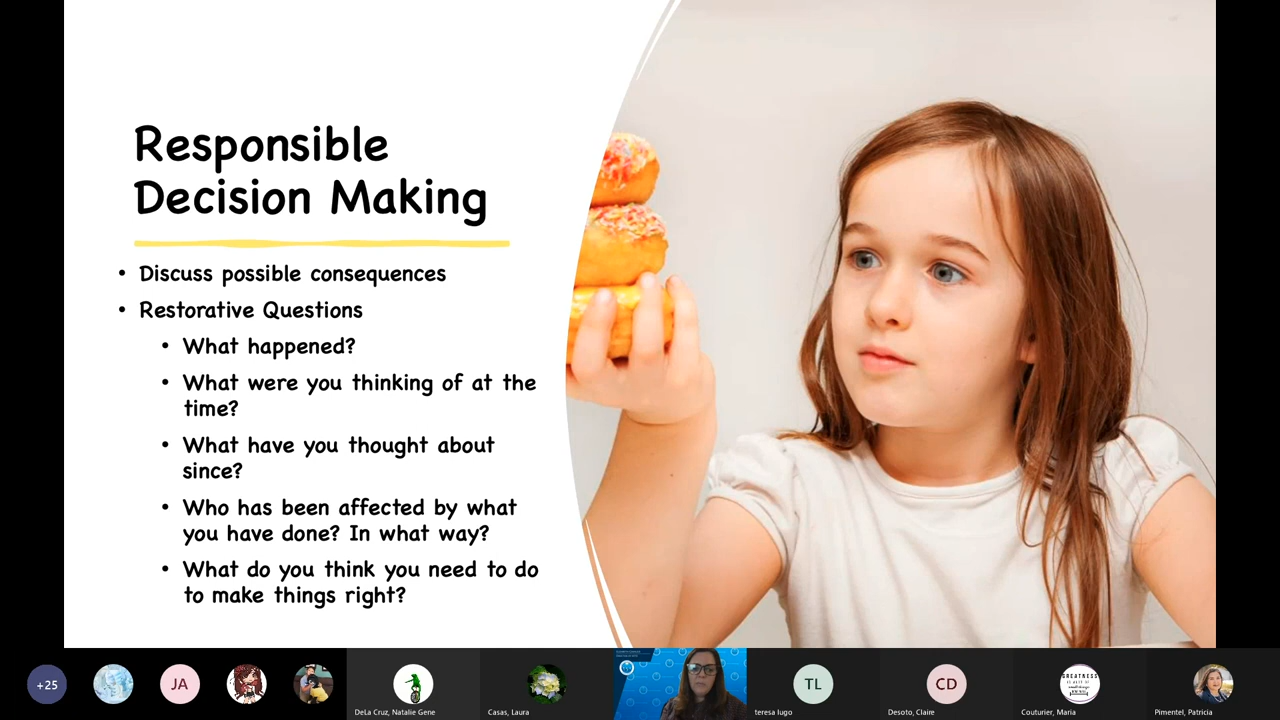 Responsible
Decision Making
• Discuss possible consequences
• Restorative Questions
• What happened?
• What were you thinking of at the
time?
• What have you thought about
since?
• Who has been affected by what
you have done? In what way?
• What do you think you need to do
to make things right?
+25
JA
DeLa Cruz, Natalie Gene
Casas, Laura
TL
teresa lugo
CD
Desoto, Claire
GREATNESS
Couturier, Maria
Pimentel, Patricia